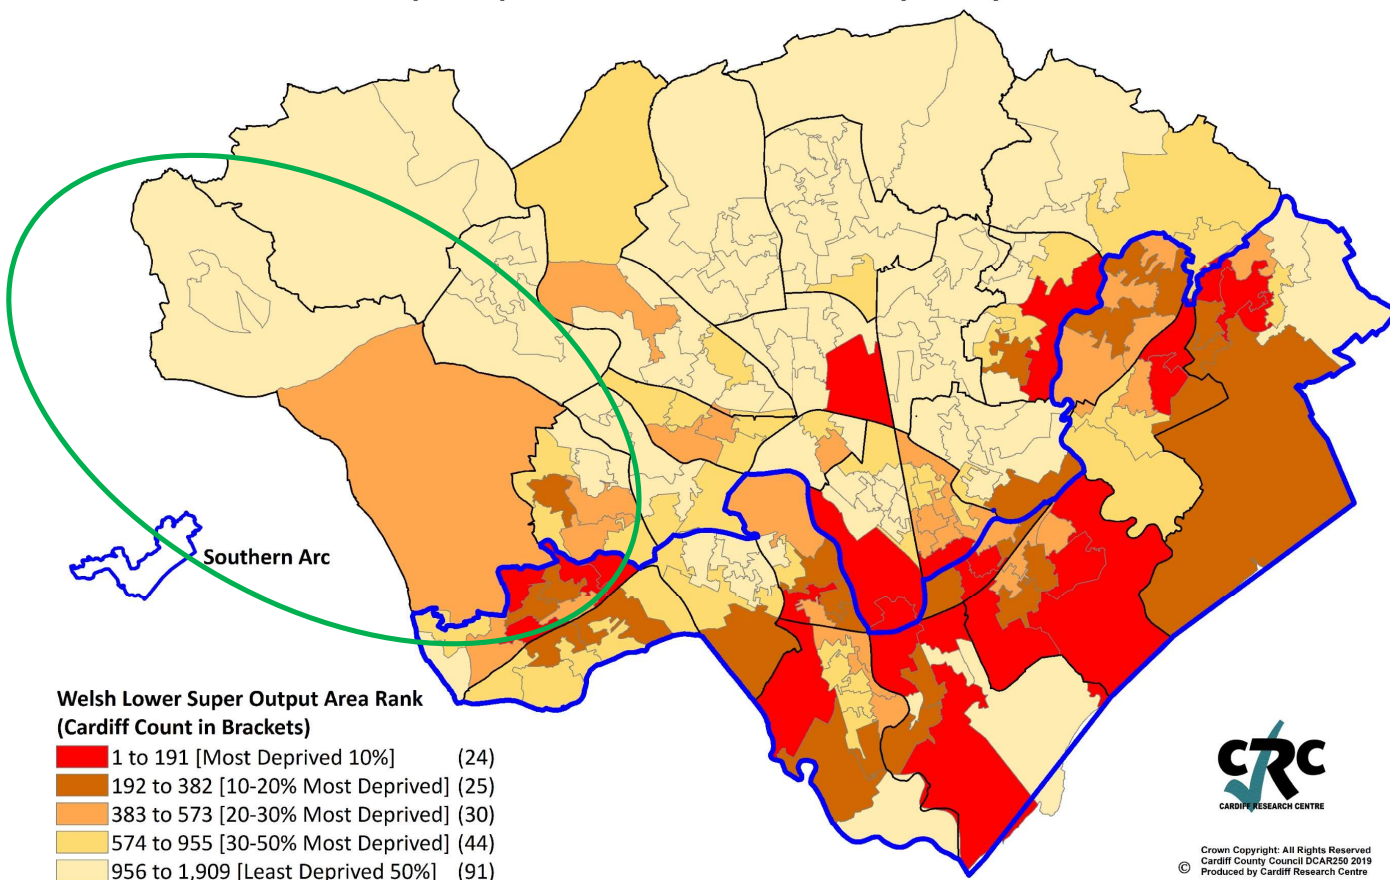 Southern Arc
Welsh Lower Super Output Area Rank
(Cardiff Count in Brackets)
1 to 191 [Most Deprived 10%] (24)
192 to 382 [10-20% Most Deprived] (25)
383 to 573 [20-30% Most Deprived] (30)
574 to 955 [30-50% Most Deprived] (44)
956 to 1,909 [Least Deprived 50%] (91)
CRC
CARDIFF RESEARCH CENTRE
Crown Copyright: All Rights Reserved
Cardiff County Council DCAR250 2019
© Produced by Cardiff Research Centre